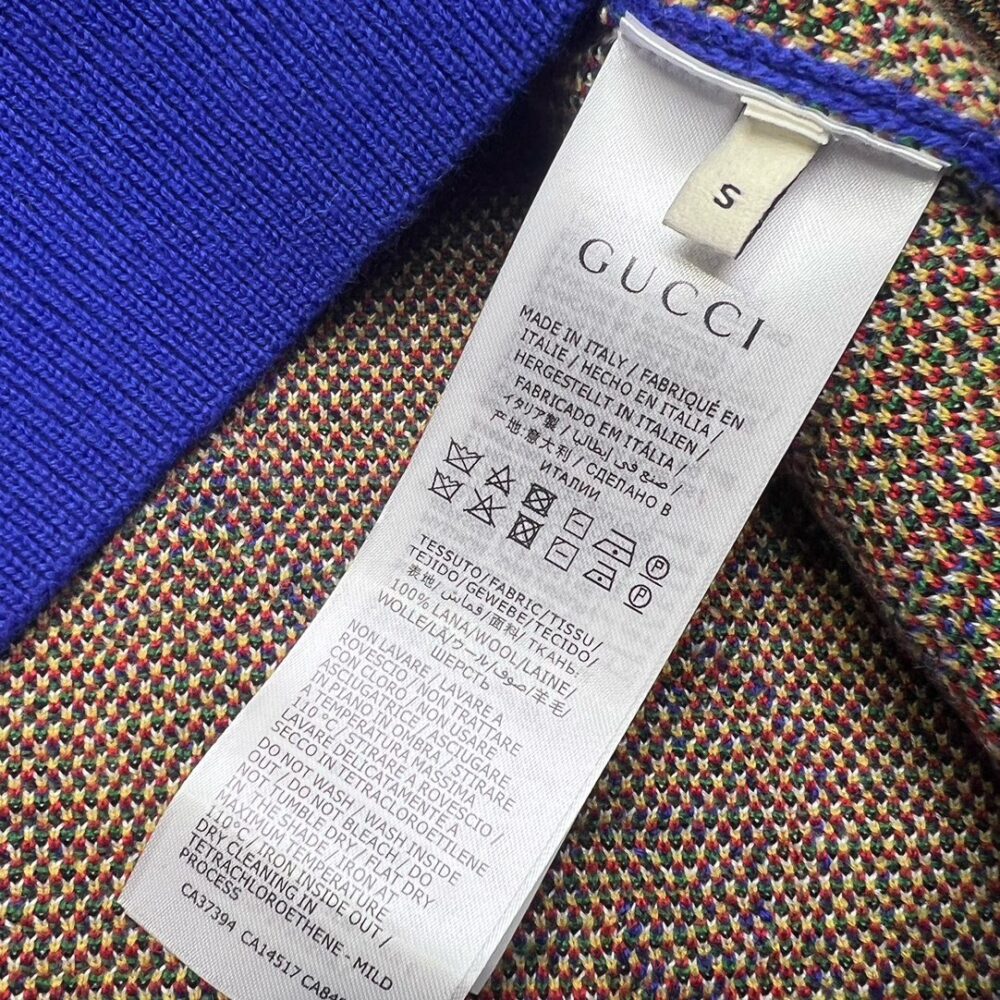 S
GUCCI
MADE IN ITALY / FABRIQUÉ EN
ITALIE / HECHO EN ITALIA /
HERGESTELLT IN ITALIEN /
FABRICADO EM ITÁLIA /
イタリア製 / صنع في إيطاليا /
产地:意大利 / СДЕЛАНО В
ИТАЛИИ
TESSUTO/FABRIC/TISSU/
TEJIDO/GEWEBE/TECIDO/
表地/قماش/面料/ТКАНЬ:
100% LANA/WOOL/LAINE/
WOLLE/LÃ/ウール/صوف/羊毛/
ШЕРСТЬ
NON LAVARE / LAVARE A
ROVESCIO / NON TRATTARE
CON CLORO / NON USARE
ASCIUGATRICE / ASCIUGARE
A PIANO IN OMBRA / STIRARE
A TEMPERATURA MASSIMA
110 °C / STIRARE A ROVESCIO /
LAVARE DELICATAMENTE A
SECCO IN TETRACLOROETILENE
DO NOT WASH / WASH INSIDE
OUT / DO NOT BLEACH / DO
NOT TUMBLE DRY / FLAT DRY
IN THE SHADE / IRON AT
MAXIMUM TEMPERATURE
110°C / IRON INSIDE OUT /
DRY CLEANING IN
TETRACHLOROETHENE - MILD
PROCESS
CA37394 CA14517